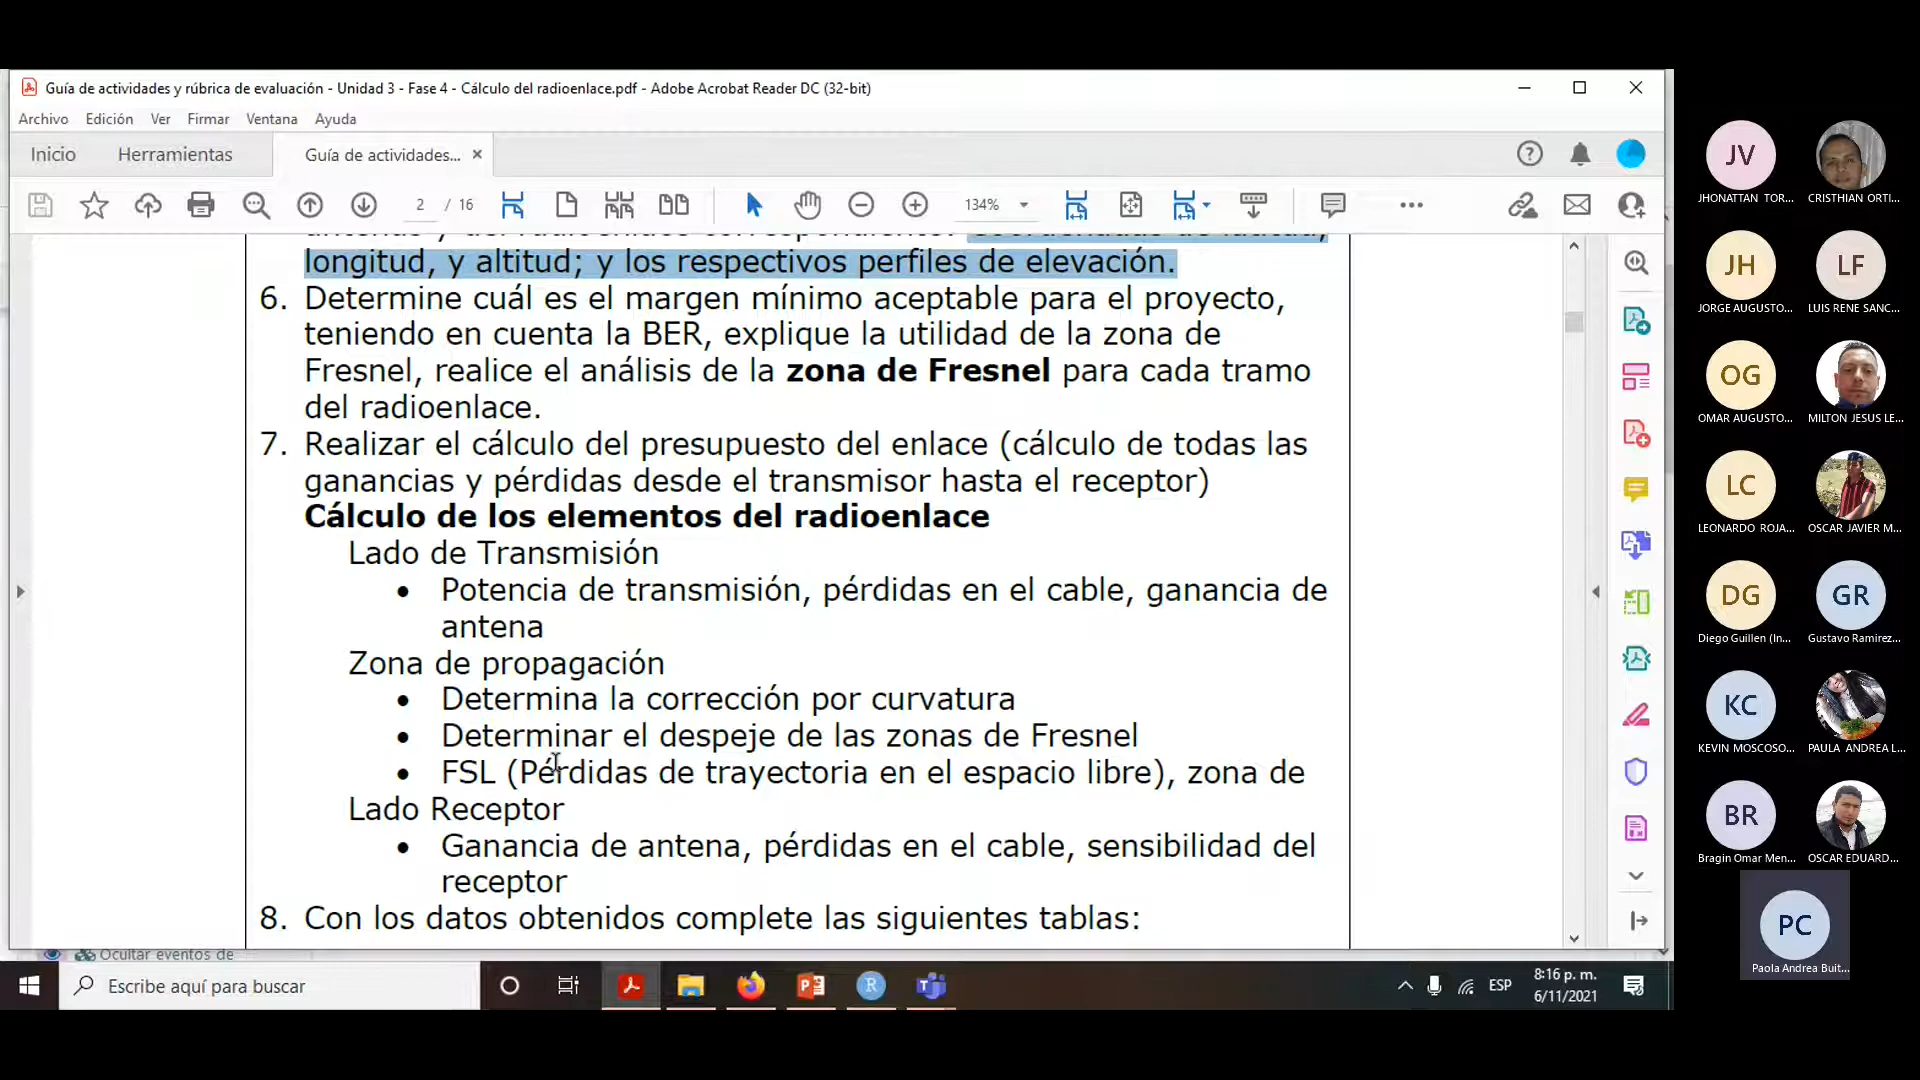 Guía de actividades y rúbrica de evaluación - Unidad 3 - Fase 4 - Cálculo del radioenlace.pdf - Adobe Acrobat Reader DC (32-bit)
Archivo Edición Ver Firmar Ventana Ayuda
Inicio Herramientas Guía de actividades... ×
2 / 16 134%
longitud, y altitud; y los respectivos perfiles de elevación.
6. Determine cuál es el margen mínimo aceptable para el proyecto,
teniendo en cuenta la BER, explique la utilidad de la zona de
Fresnel, realice el análisis de la zona de Fresnel para cada tramo
del radioenlace.
7. Realizar el cálculo del presupuesto del enlace (cálculo de todas las
ganancias y pérdidas desde el transmisor hasta el receptor)
Cálculo de los elementos del radioenlace
Lado de Transmisión
• Potencia de transmisión, pérdidas en el cable, ganancia de
antena
Zona de propagación
• Determina la corrección por curvatura
• Determinar el despeje de las zonas de Fresnel
• FSL (Pérdidas de trayectoria en el espacio libre), zona de
Lado Receptor
• Ganancia de antena, pérdidas en el cable, sensibilidad del
receptor
8. Con los datos obtenidos complete las siguientes tablas:
Ocultar eventos de
Escribe aquí para buscar
ESP
8:16 p. m.
6/11/2021
JV
JHONATTAN TOR... CRISTHIAN ORTI...
JH LF
JORGE AUGUSTO... LUIS RENE SANC...
OG
OMAR AUGUSTO... MILTON JESUS LE...
LC
LEONARDO ROJA... OSCAR JAVIER M...
DG GR
Diego Guillen (In... Gustavo Ramirez...
KC
KEVIN MOSCOSO... PAULA ANDREA L...
BR
Bragin Omar Men... OSCAR EDUARD...
PC
Paola Andrea Buit...